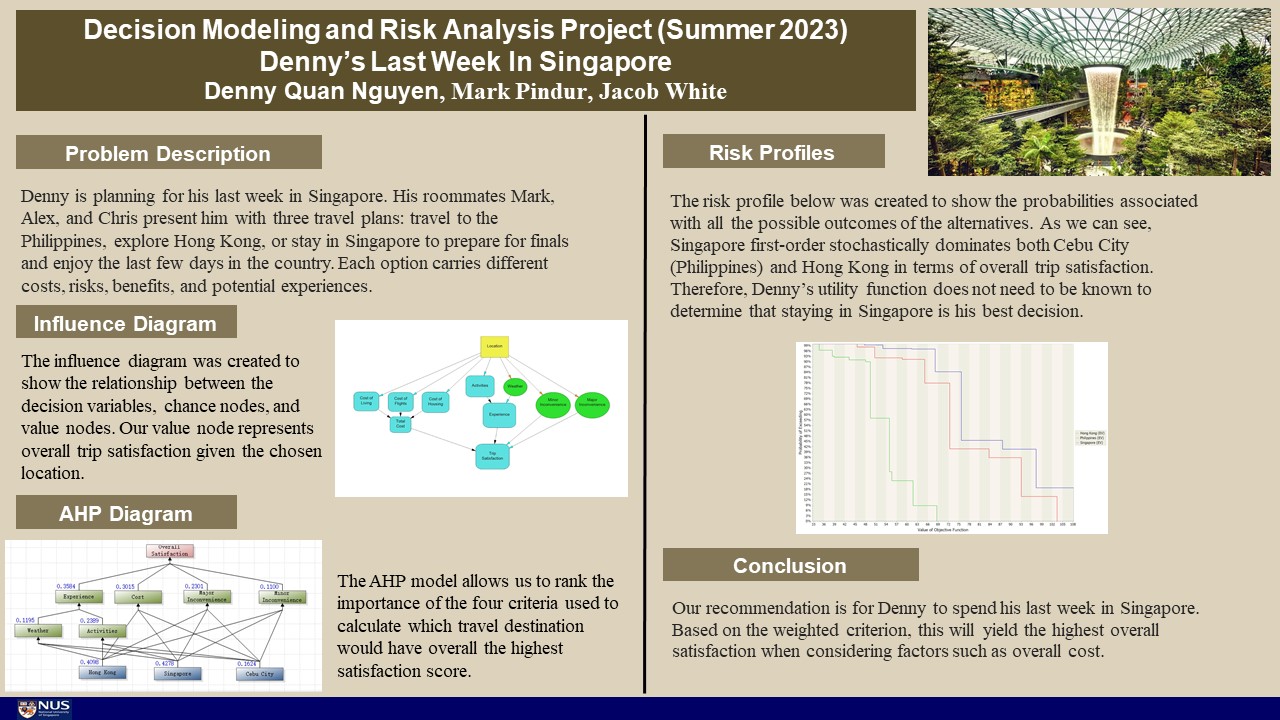 Decision Modeling and Risk Analysis Project (Summer 2023)
Denny's Last Week In Singapore
Denny Quan Nguyen, Mark Pindur, Jacob White
Problem Description
Denny is planning for his last week in Singapore. His roommates Mark,
Alex, and Chris present him with three travel plans: travel to the
Philippines, explore Hong Kong, or stay in Singapore to prepare for finals
and enjoy the last few days in the country. Each option carries different
costs, risks, benefits, and potential experiences.
Influence Diagram
The influence diagram was created to
show the relationship between the
decision variables, chance nodes, and
value nodes. Our value node represents
overall trip satisfaction given the chosen
location.
Location
Activities
Weather
Cost of
Living
Cost of
Flights
Cost of
Housing
Minor
Inconvenience
Major
Inconvenience
Experience
Total
Cost
Trip
Satisfaction
AHP Diagram
Overall
Satisfaction
0.3584
0.3015
0.2301
0.1100
Experience
Cost
Major
Inconvenience
Minor
Inconvenience
0.1195
0.2389
Weather
Activities
0.4098
0.4278
0.1624
Hong Kong
Singapore
Cebu City
The AHP model allows us to rank the
importance of the four criteria used to
calculate which travel destination
would have overall the highest
satisfaction score.
Risk Profiles
The risk profile below was created to show the probabilities associated
with all the possible outcomes of the alternatives. As we can see,
Singapore first-order stochastically dominates both Cebu City
(Philippines) and Hong Kong in terms of overall trip satisfaction.
Therefore, Denny's utility function does not need to be known to
determine that staying in Singapore is his best decision.
Probability of Exceeding
Hong Kong (EV)
Philippines (EV)
Singapore (EV)
Value of Objective Function
Conclusion
Our recommendation is for Denny to spend his last week in Singapore.
Based on the weighted criterion, this will yield the highest overall
satisfaction when considering factors such as overall cost.
NUS
National University
of Singapore